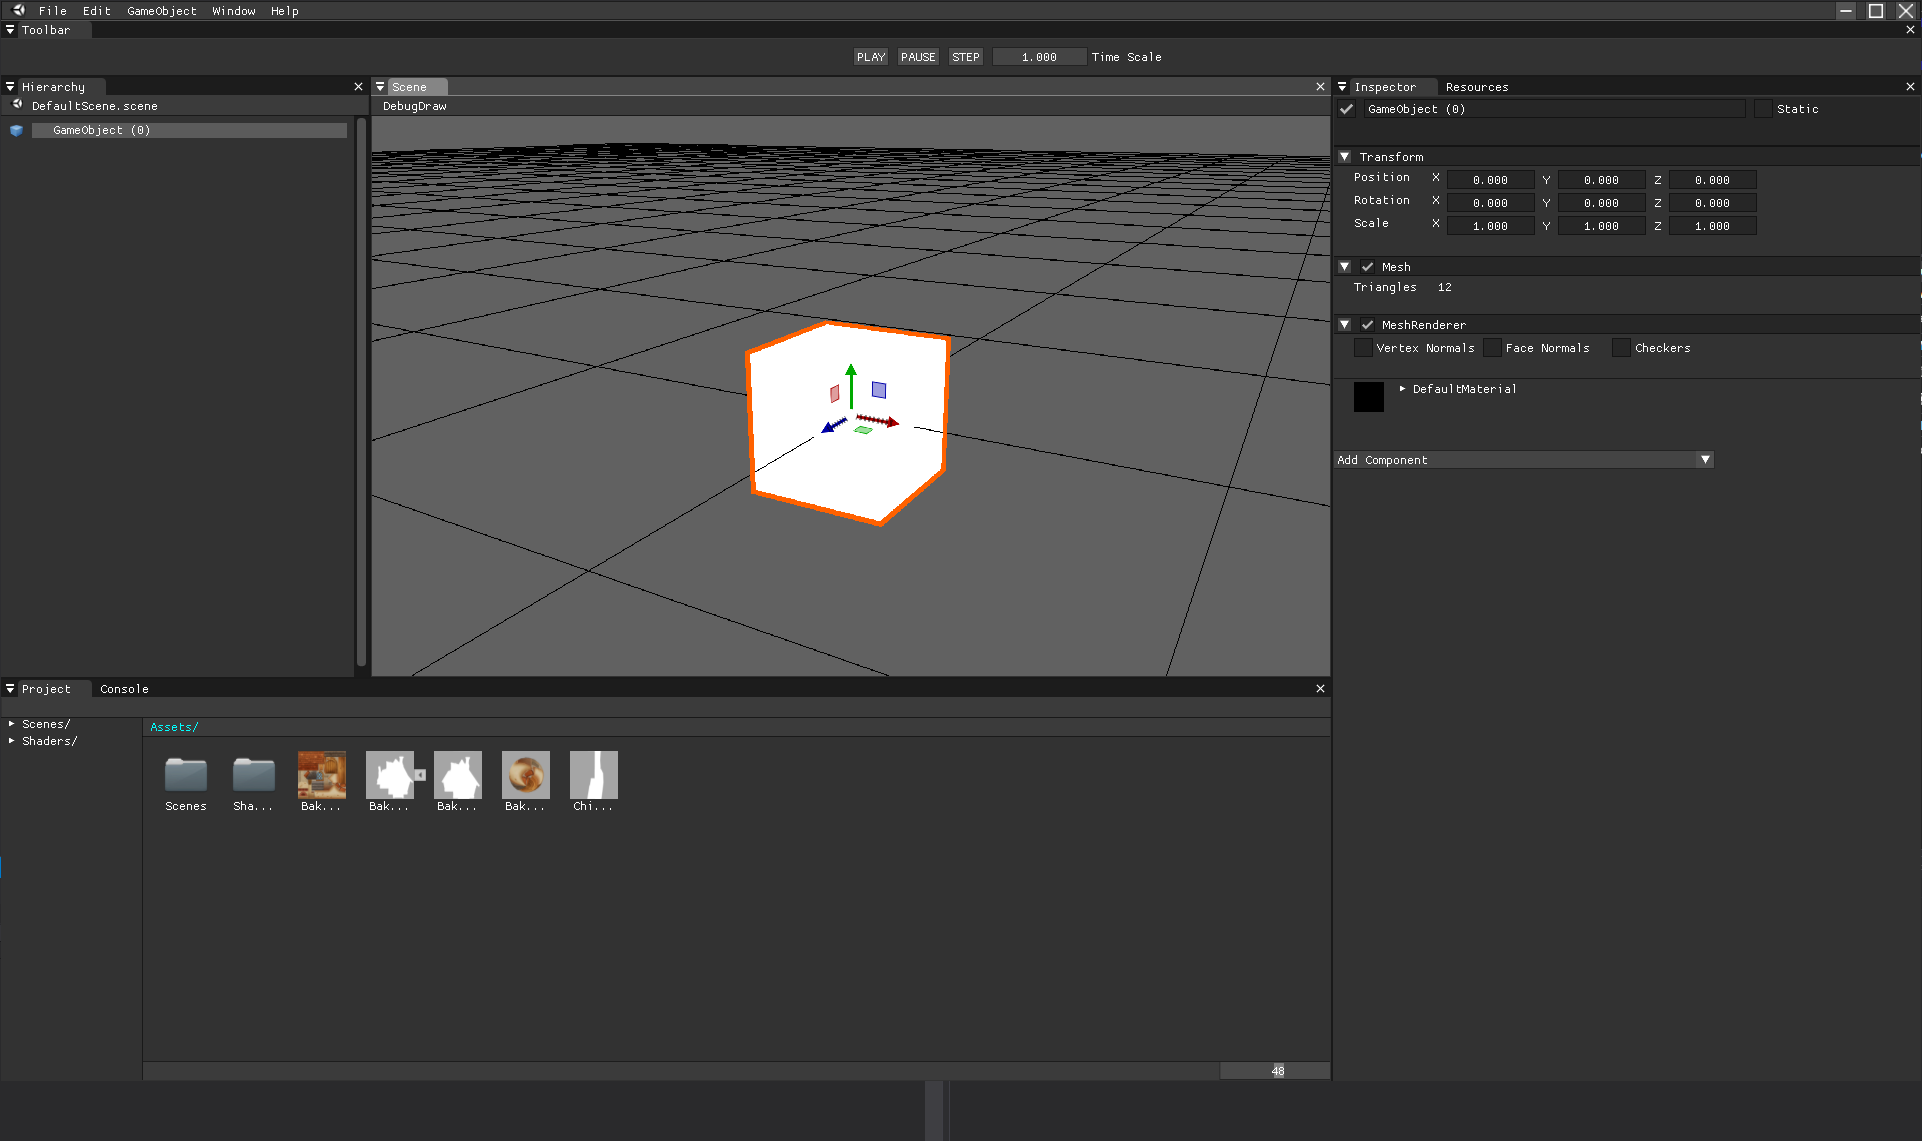 File Edit GameObject Window Help
Toolbar
PLAY PAUSE STEP 1.000 Time Scale
Hierarchy
DefaultScene.scene
GameObject (0)
Scene
DebugDraw
Inspector Resources
GameObject (0) Static
Transform
Position X 0.000 Y 0.000 Z 0.000
Rotation X 0.000 Y 0.000 Z 0.000
Scale X 1.000 Y 1.000 Z 1.000
Mesh
Triangles 12
MeshRenderer
Vertex Normals Face Normals Checkers
DefaultMaterial
Add Component
Project Console
Scenes/
Shaders/
Assets/
Scenes Sha... Bak... Bak... Bak... Bak... Chi...
48